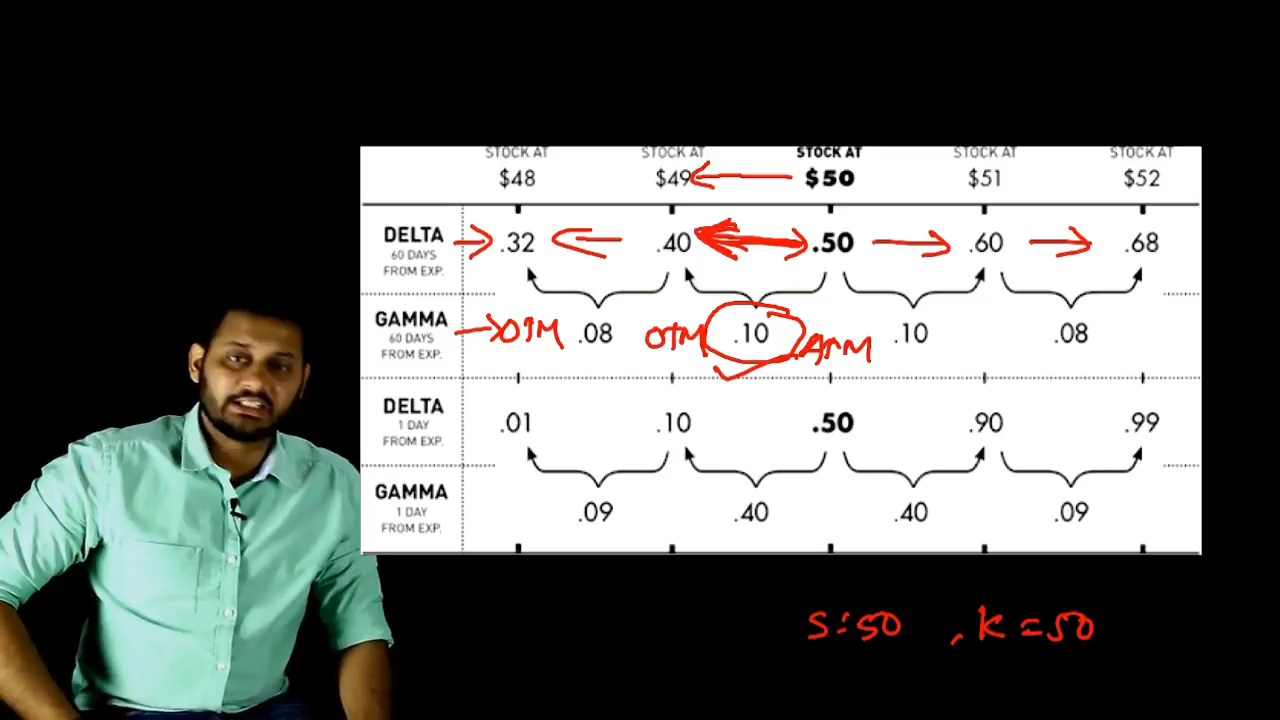 STOCK AT STOCK AT STOCK AT STOCK AT STOCK AT
$48 $49 $50 $51 $52
DELTA .32 .40 .50 .60 .68
60 DAYS
FROM EXP.
GAMMA OTM .08 OTM .10 ATM .10 .08
60 DAYS
FROM EXP.
DELTA .01 .10 .50 .90 .99
1 DAY
FROM EXP.
GAMMA .09 .40 .40 .09
1 DAY
FROM EXP.
S:50 , K = 50